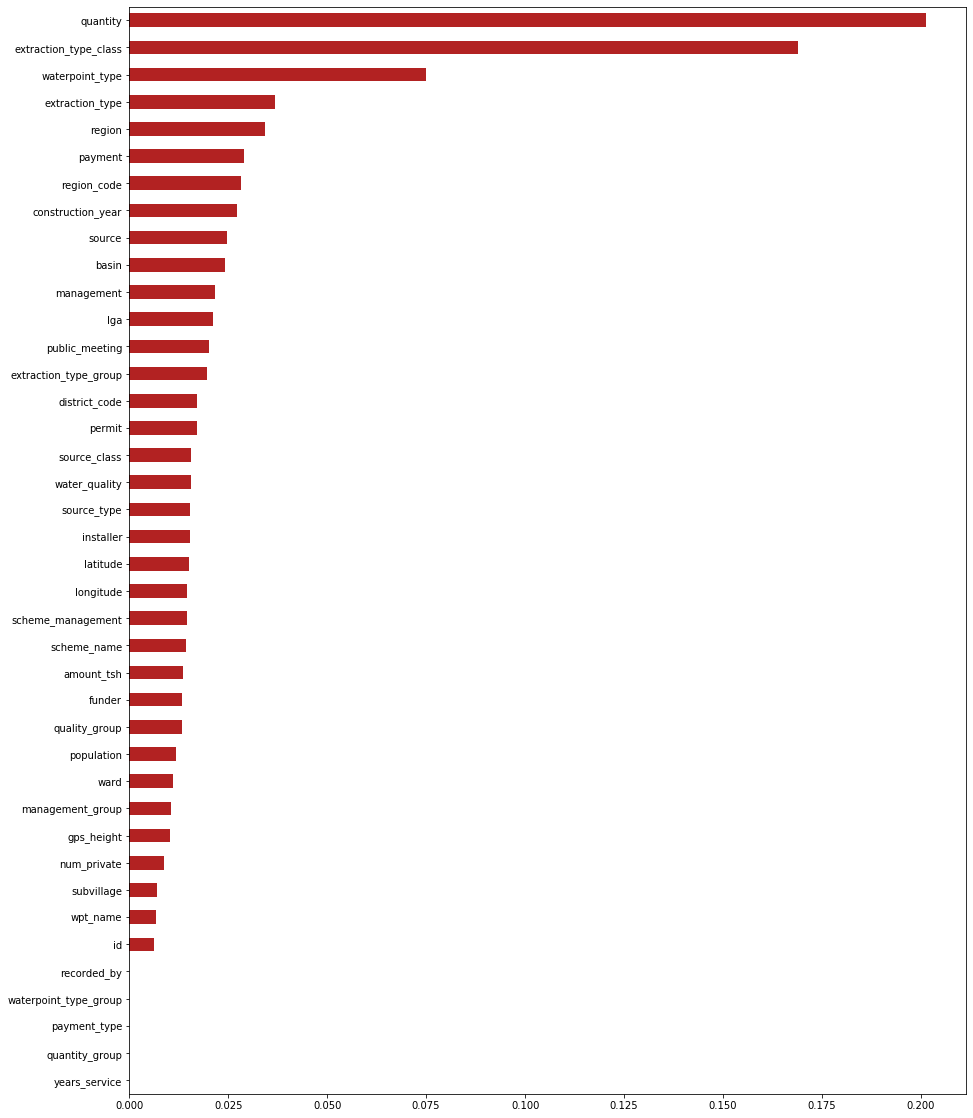 quantity
extraction_type_class
waterpoint_type
extraction_type
region
payment
region_code
construction_year
source
basin
management
lga
public_meeting
extraction_type_group
district_code
permit
source_class
water_quality
source_type
installer
latitude
longitude
scheme_management
scheme_name
amount_tsh
funder
quality_group
population
ward
management_group
gps_height
num_private
subvillage
wpt_name
id
recorded_by
waterpoint_type_group
payment_type
quantity_group
years_service
0.000 0.025 0.050 0.075 0.100 0.125 0.150 0.175 0.200